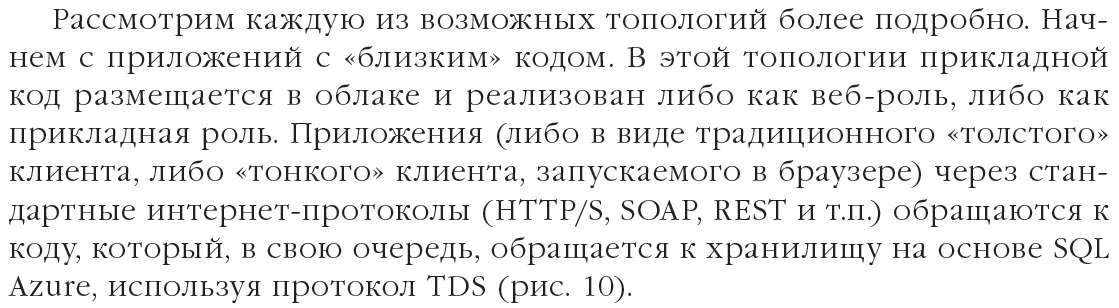 Рассмотрим каждую из возможных топологий более подробно. Нач-
нем с приложений с «близким» кодом. В этой топологии прикладной
код размещается в облаке и реализован либо как веб-роль, либо как
прикладная роль. Приложения (либо в виде традиционного «толстого»
клиента, либо «тонкого» клиента, запускаемого в браузере) через стан-
дартные интернет-протоколы (HTTP/S, SOAP, REST и т.п.) обращаются к
коду, который, в свою очередь, обращается к хранилищу на основе SQL
Azure, используя протокол TDS (рис. 10).